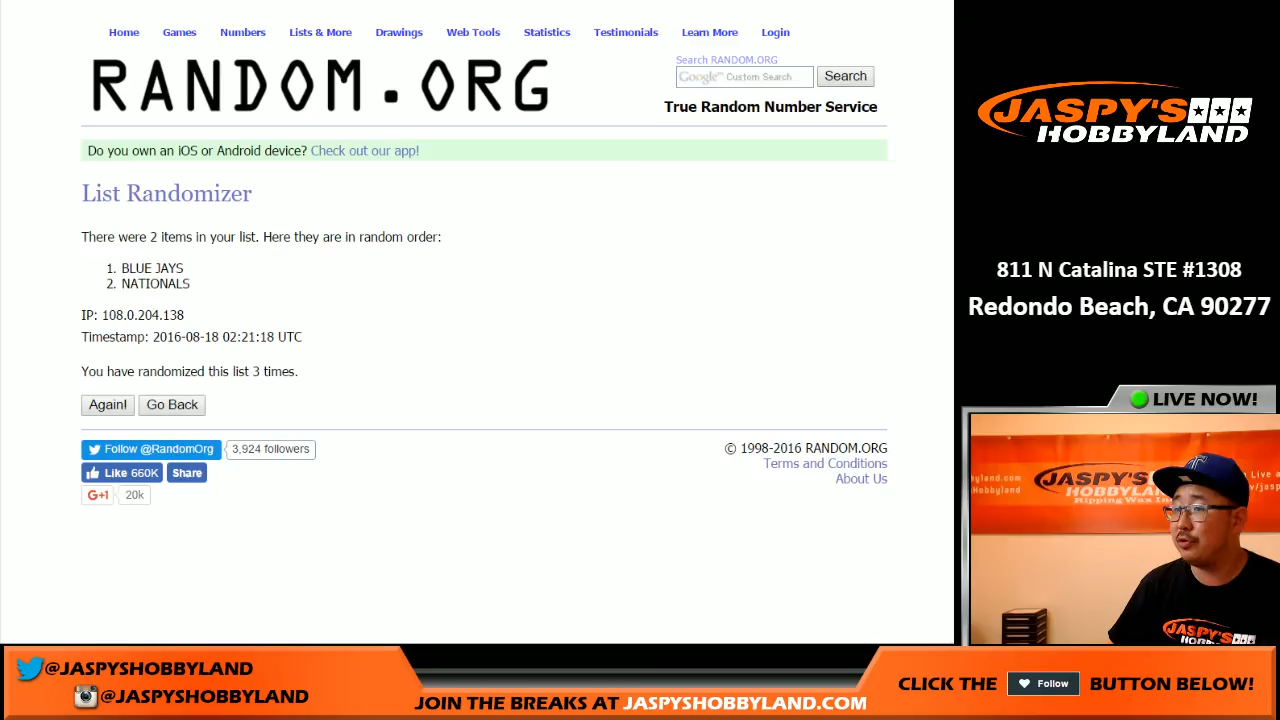 Home Games Numbers Lists & More Drawings Web Tools Statistics Testimonials Learn More Login
RANDOM.ORG
Search RANDOM.ORG
Google™ Custom Search Search
True Random Number Service
Do you own an iOS or Android device? Check out our app!
List Randomizer
There were 2 items in your list. Here they are in random order:
1. BLUE JAYS
2. NATIONALS
IP: 108.0.204.138
Timestamp: 2016-08-18 02:21:18 UTC
You have randomized this list 3 times.
Again! Go Back
Follow @RandomOrg 3,924 followers
Like 660K Share
G+1 20k
© 1998-2016 RANDOM.ORG
Terms and Conditions
About Us
JASPY'S
HOBBYLAND
811 N Catalina STE #1308
Redondo Beach, CA 90277
LIVE NOW!
JASPY'S
HOBBYLAND
Ripping Wax
JASPY'S
@JASPYSHOBBYLAND
@JASPYSHOBBYLAND
JOIN THE BREAKS AT JASPYSHOBBYLAND.COM
CLICK THE Follow BUTTON BELOW!